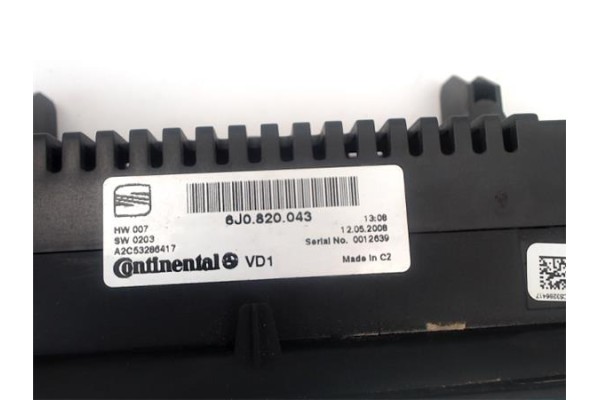 6J0.820.043
HW 007
13:08
SW 0203
12.05.2008
A2C53286417
Serial No. 0012639
Continental VD1
Made in C2